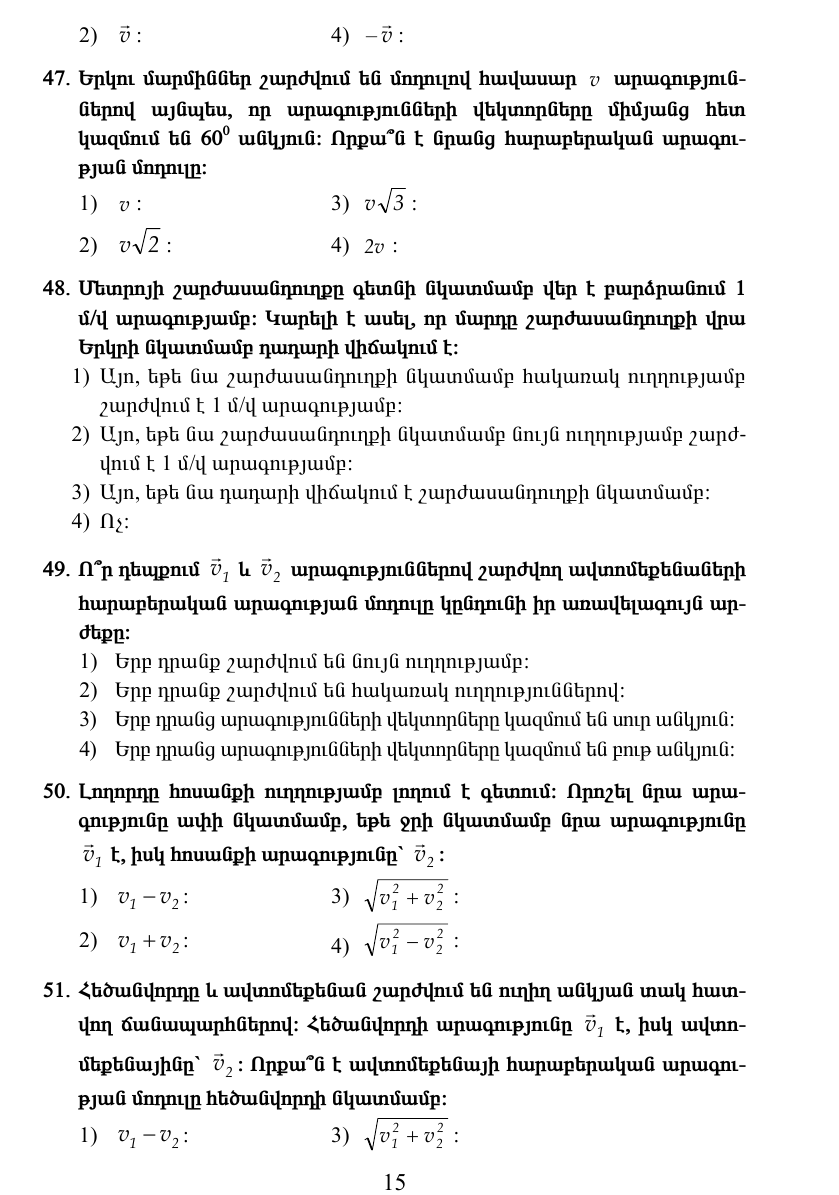 2) v⃗ : 4) –v⃗ :
47. Երկու մարմիններ շարժվում են մոդուլով հավասար v արագություն-
ներով այնպես, որ արագությունների վեկտորները միմյանց հետ
կազմում են 60⁰ անկյուն: Որքա՞ն է նրանց հարաբերական արագու-
թյան մոդուլը:
1) v : 3) v√3 :
2) v√2 : 4) 2v :
48. Մետրոյի շարժասանդուղքը գետնի նկատմամբ վեր է բարձրանում 1
մ/վ արագությամբ: Կարելի է ասել, որ մարդը շարժասանդուղքի վրա
Երկրի նկատմամբ դադարի վիճակում է:
1) Այո, եթե նա շարժասանդուղքի նկատմամբ հակառակ ուղղությամբ
շարժվում է 1 մ/վ արագությամբ:
2) Այո, եթե նա շարժասանդուղքի նկատմամբ նույն ուղղությամբ շարժ-
վում է 1 մ/վ արագությամբ:
3) Այո, եթե նա դադարի վիճակում է շարժասանդուղքի նկատմամբ:
4) Ոչ:
49. Ո՞ր դեպքում v⃗₁ և v⃗₂ արագություններով շարժվող ավտոմեքենաների
հարաբերական արագության մոդուլը կընդունի իր առավելագույն ար-
ժեքը:
1) Երբ դրանք շարժվում են նույն ուղղությամբ:
2) Երբ դրանք շարժվում են հակառակ ուղղություններով:
3) Երբ դրանց արագությունների վեկտորները կազմում են սուր անկյուն:
4) Երբ դրանց արագությունների վեկտորները կազմում են բութ անկյուն:
50. Լողորդը հոսանքի ուղղությամբ լողում է գետում: Որոշել նրա արա-
գությունը ափի նկատմամբ, եթե ջրի նկատմամբ նրա արագությունը
v⃗₁ է, իսկ հոսանքի արագությունը` v⃗₂ :
1) v₁ – v₂: 3) √(v₁² + v₂²) :
2) v₁ + v₂: 4) √(v₁² – v₂²) :
51. Հեծանվորդը և ավտոմեքենան շարժվում են ուղիղ անկյան տակ հատ-
վող ճանապարհներով: Հեծանվորդի արագությունը v⃗₁ է, իսկ ավտո-
մեքենայինը` v⃗₂ : Որքա՞ն է ավտոմեքենայի հարաբերական արագու-
թյան մոդուլը հեծանվորդի նկատմամբ:
1) v₁ – v₂: 3) √(v₁² + v₂²) :
15